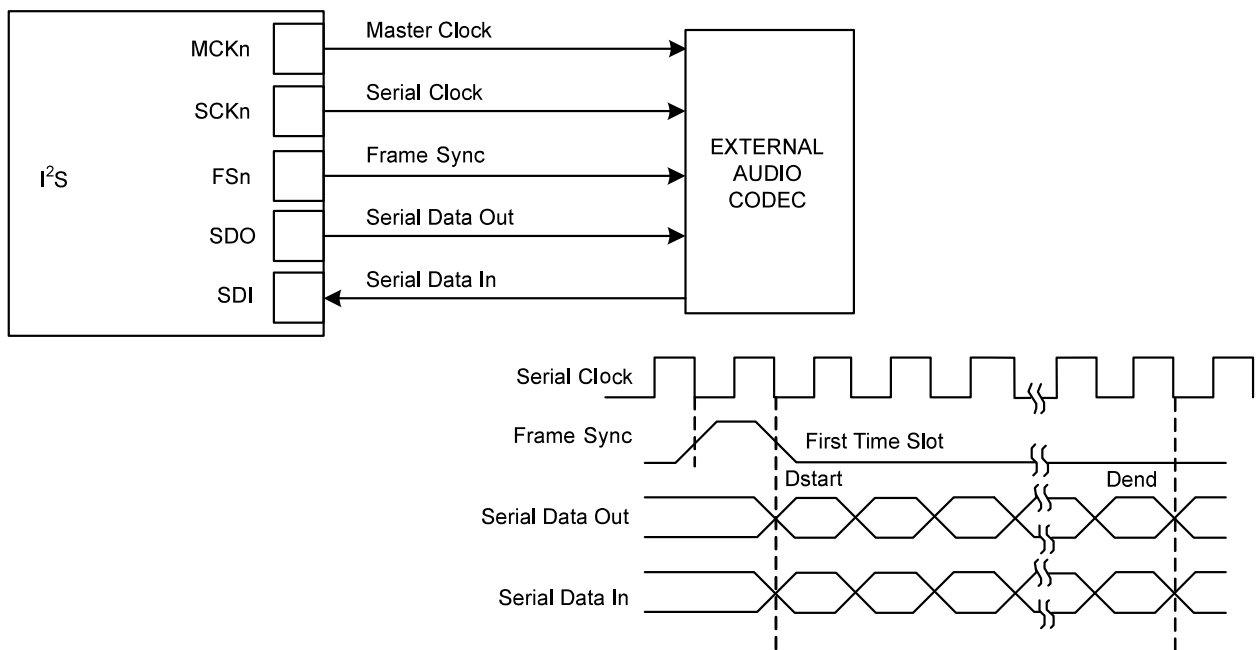 MCKn
Master Clock
SCKn
Serial Clock
I²S
FSn
Frame Sync
SDO
Serial Data Out
SDI
Serial Data In
EXTERNAL
AUDIO
CODEC
Serial Clock
Frame Sync
First Time Slot
Dstart
Dend
Serial Data Out
Serial Data In